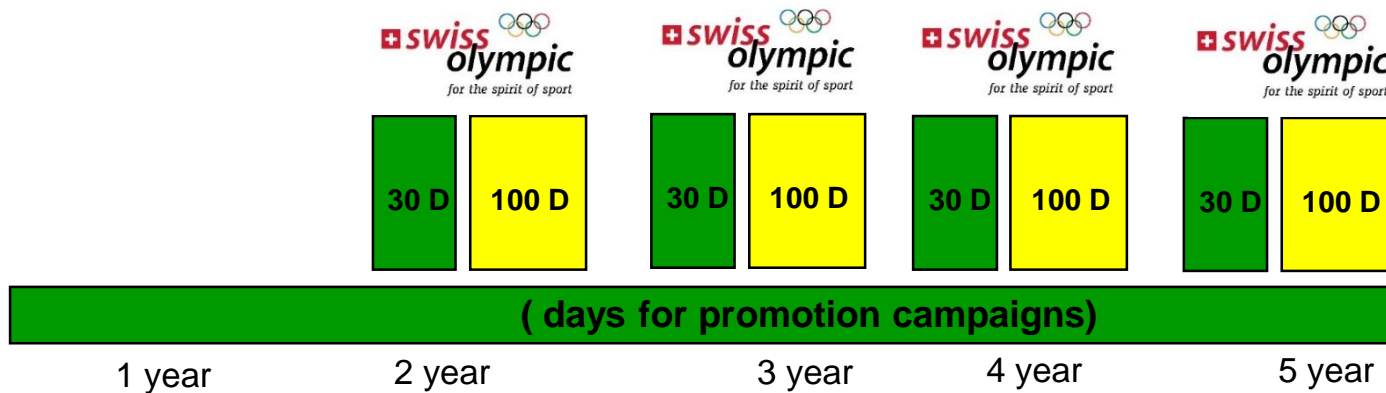 swiss
olympic
for the spirit of sport
swiss
olympic
for the spirit of sport
swiss
olympic
for the spirit of sport
swiss
olympic
for the spirit of sport
30 D 100 D 30 D 100 D 30 D 100 D 30 D 100 D
( days for promotion campaigns)
1 year 2 year 3 year 4 year 5 year